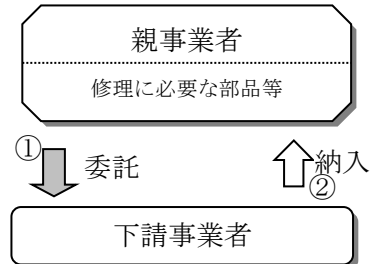 親事業者
修理に必要な部品等
①
委託
納入
②
下請事業者